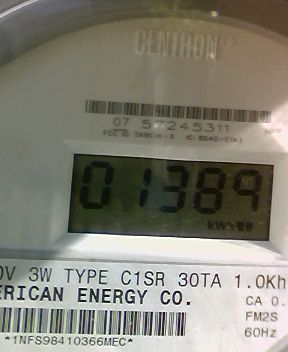 CENTRON®
07 57245311
01389
kWh
0V 3W TYPE C1SR 30TA 1.0Kh
ERICAN ENERGY CO.
CA 0.
FM2S
60Hz
*1NFS98410366MEC*